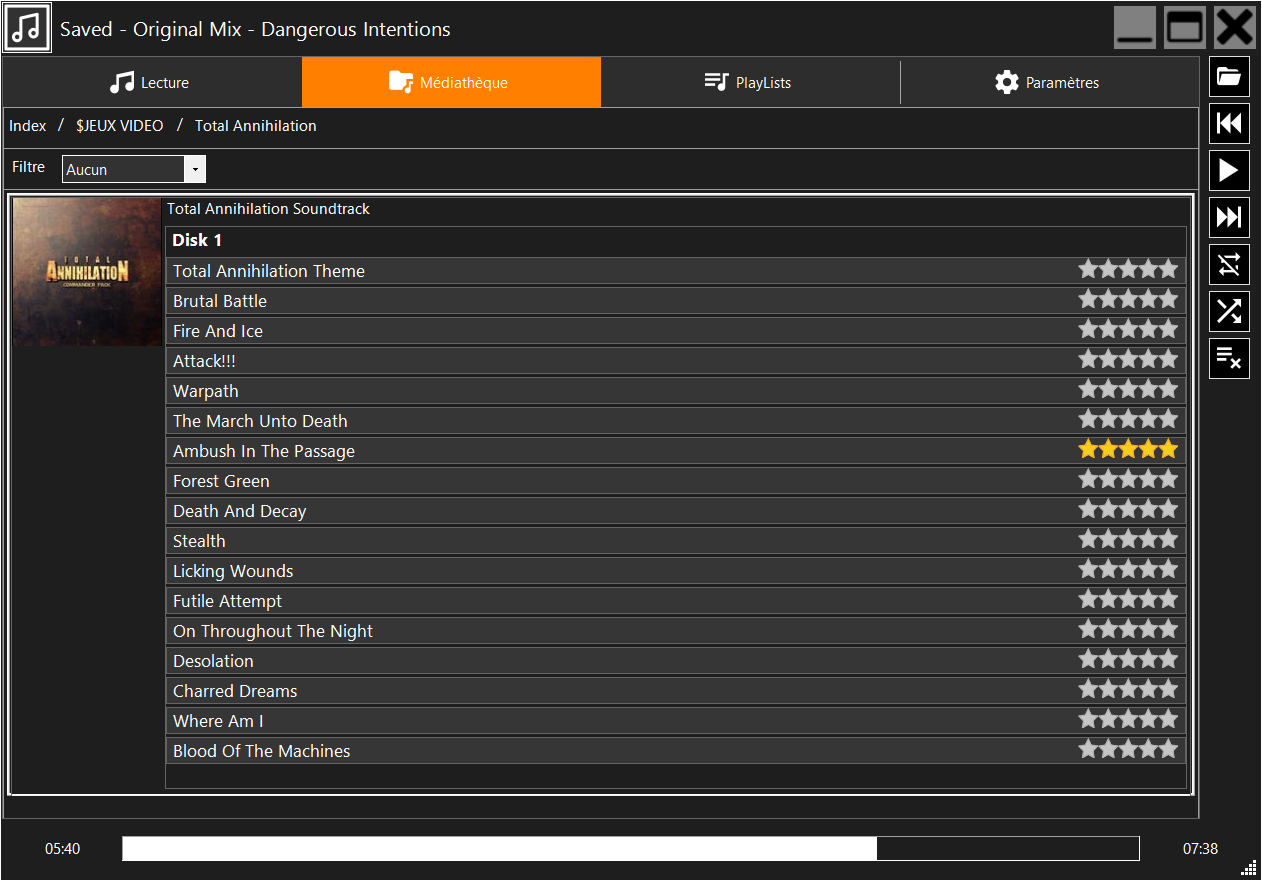 Saved - Original Mix - Dangerous Intentions
Lecture Médiathèque PlayLists Paramètres
Index / $JEUX VIDEO / Total Annihilation
Filtre Aucun
Total Annihilation Soundtrack
TOTAL
ANNIHILATION
COMMANDER PACK
Disk 1
Total Annihilation Theme
Brutal Battle
Fire And Ice
Attack!!!
Warpath
The March Unto Death
Ambush In The Passage
Forest Green
Death And Decay
Stealth
Licking Wounds
Futile Attempt
On Throughout The Night
Desolation
Charred Dreams
Where Am I
Blood Of The Machines
05:40 07:38